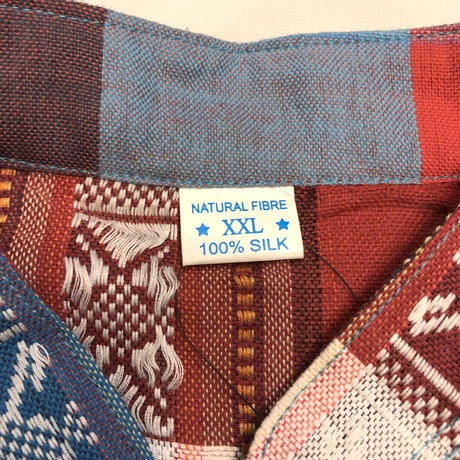 NATURAL FIBRE
★ XXL ★
100% SILK